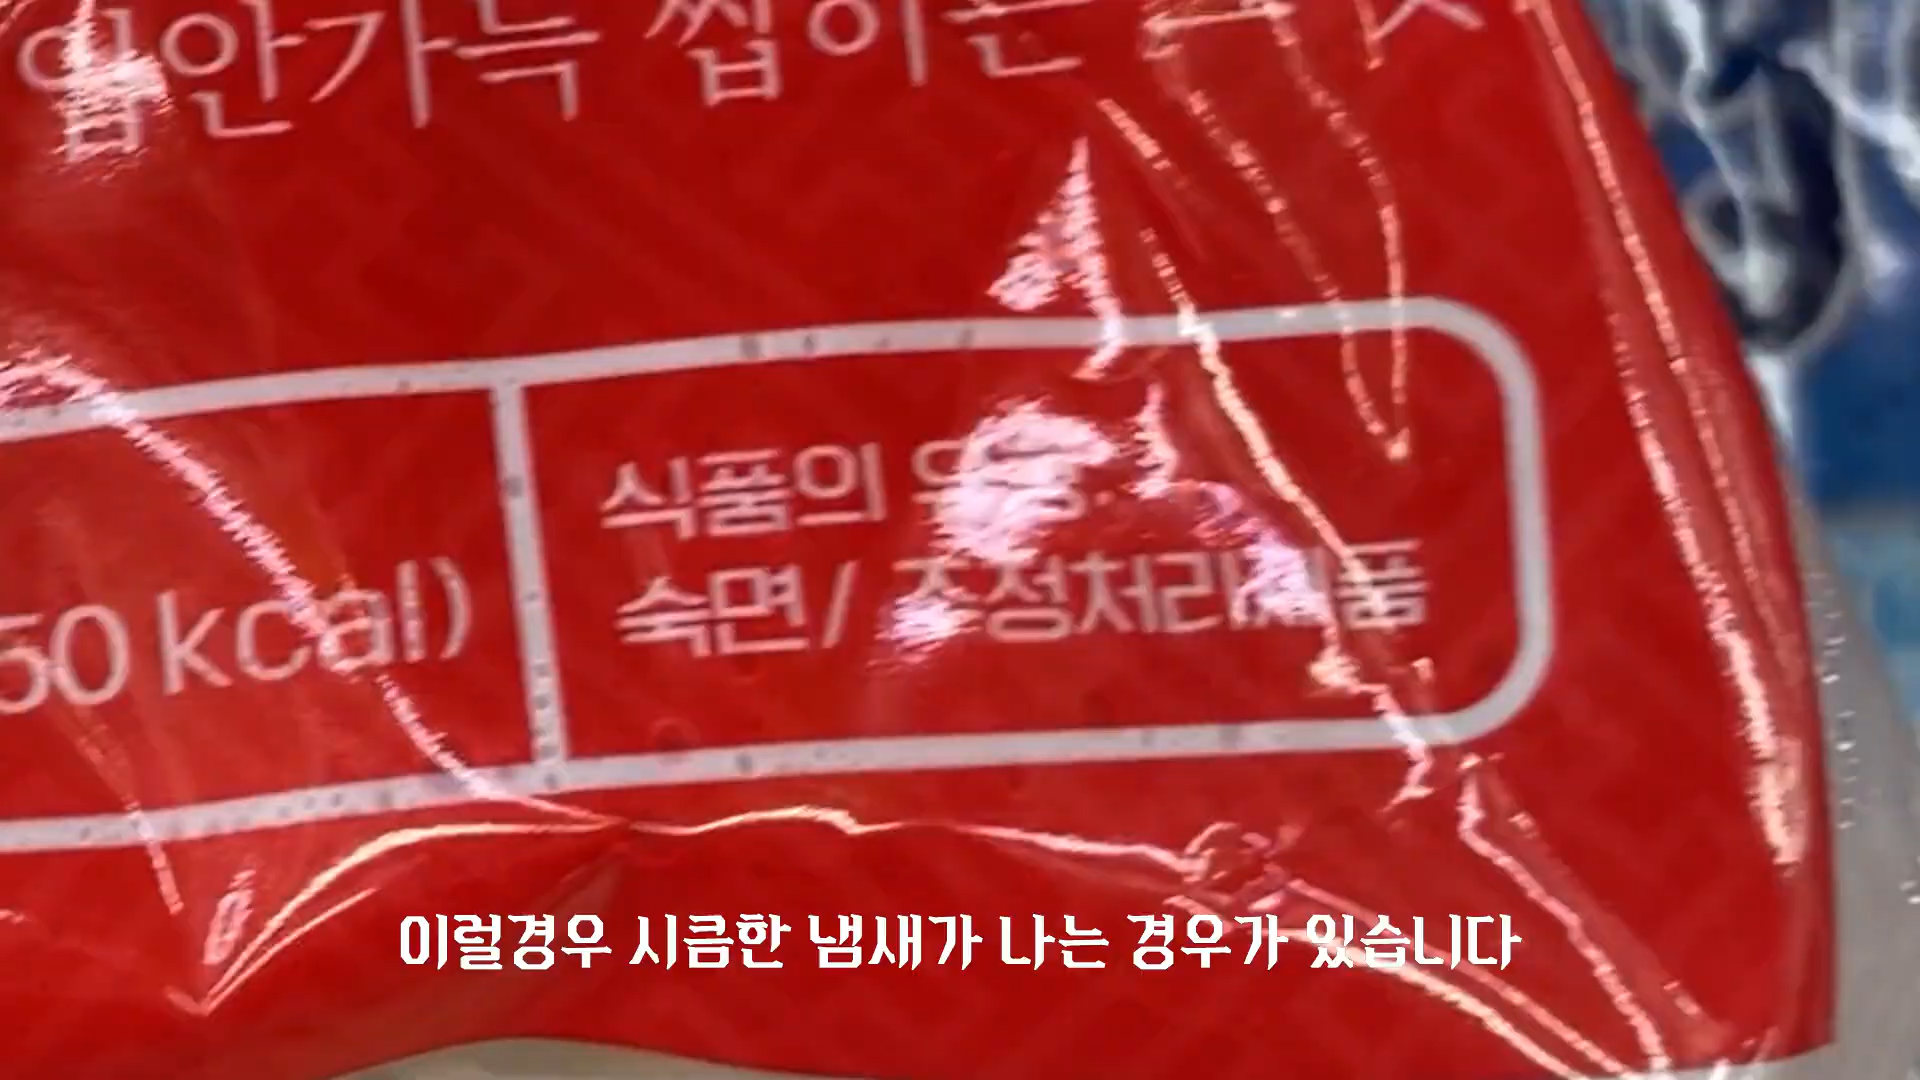 입안가득 씹히는
식품의 유형:
숙면/ 주정처리제품
50 kcal)
이럴경우 시큼한 냄새가 나는 경우가 있습니다